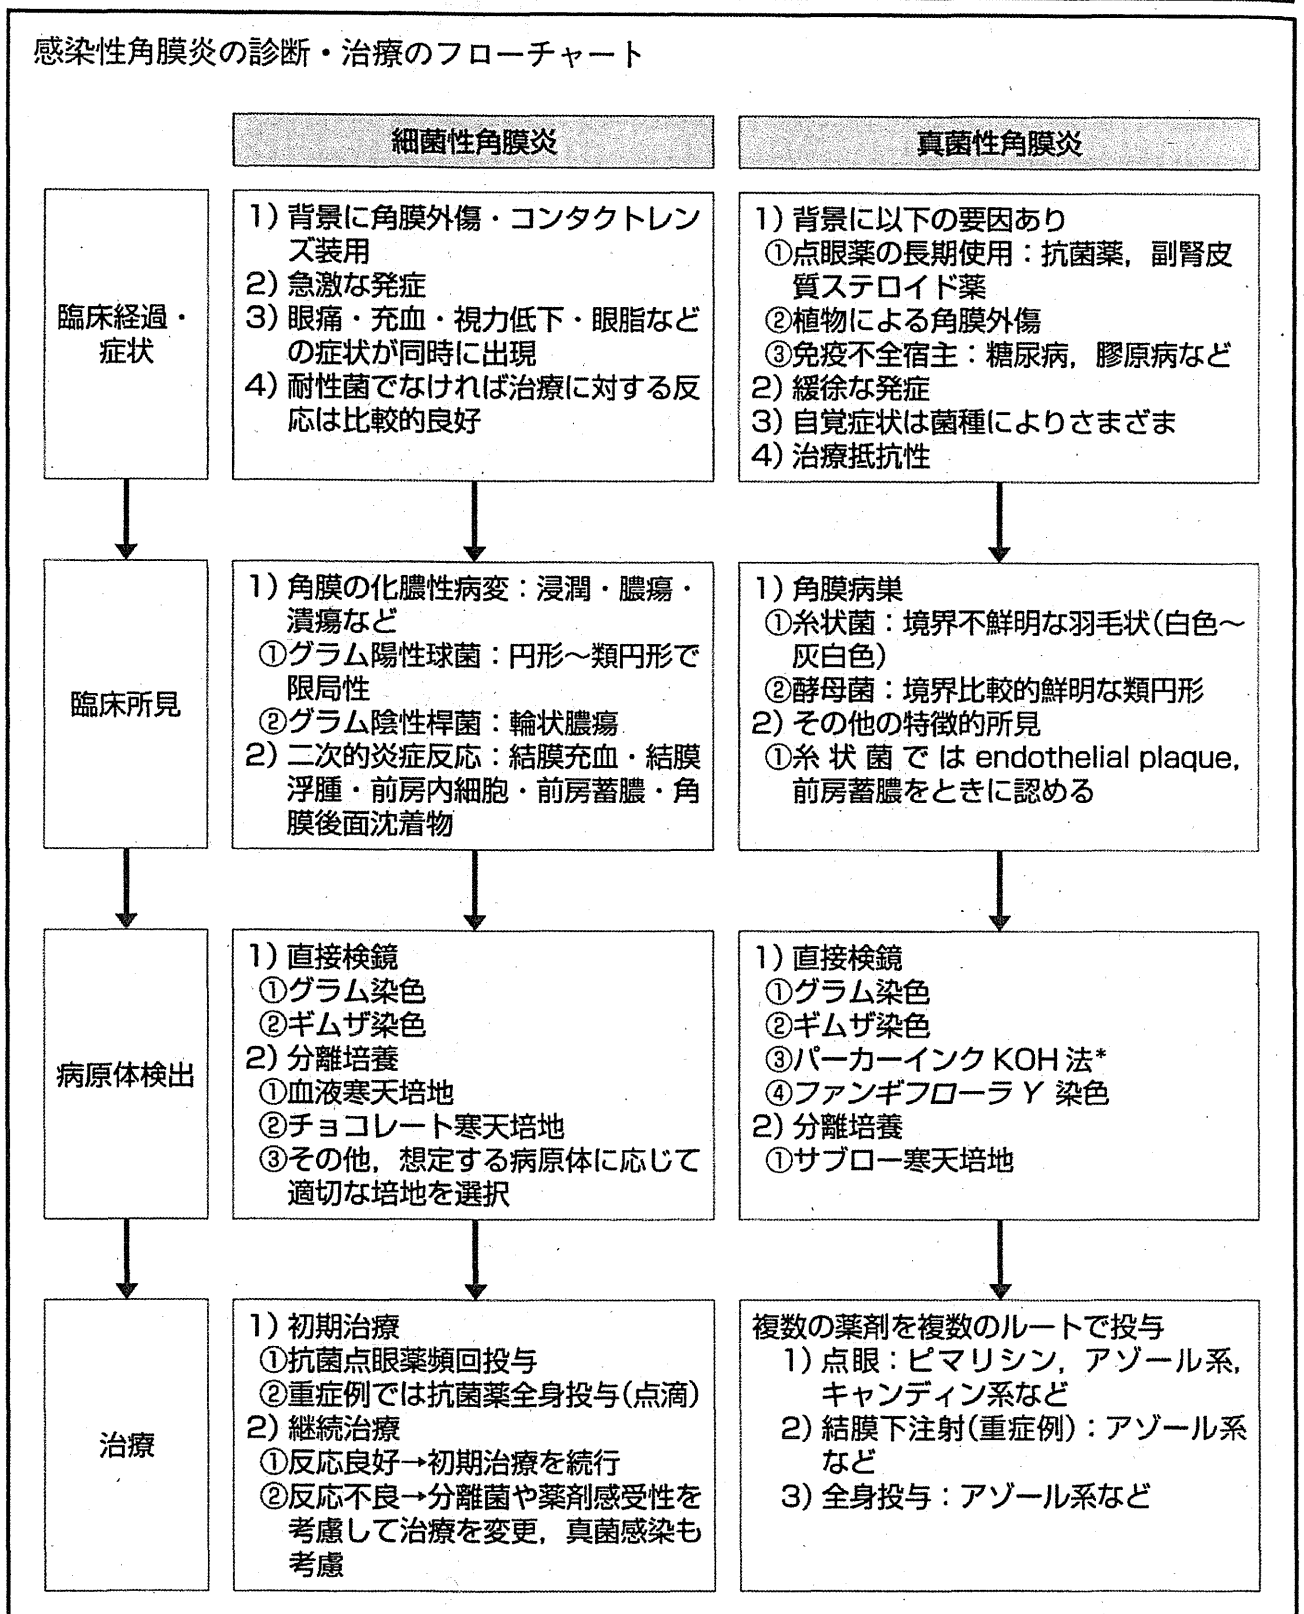 感染性角膜炎の診断・治療のフローチャート
細菌性角膜炎
真菌性角膜炎
臨床経過・
症状
1) 背景に角膜外傷・コンタクトレン
ズ装用
2) 急激な発症
3) 眼痛・充血・視力低下・眼脂など
の症状が同時に出現
4) 耐性菌でなければ治療に対する反
応は比較的良好
1) 背景に以下の要因あり
①点眼薬の長期使用：抗菌薬，副腎皮
質ステロイド薬
②植物による角膜外傷
③免疫不全宿主：糖尿病，膠原病など
2) 緩徐な発症
3) 自覚症状は菌種によりさまざま
4) 治療抵抗性
臨床所見
1) 角膜の化膿性病変：浸潤・膿瘍・
潰瘍など
①グラム陽性球菌：円形〜類円形で
限局性
②グラム陰性桿菌：輪状膿瘍
2) 二次的炎症反応：結膜充血・結膜
浮腫・前房内細胞・前房蓄膿・角
膜後面沈着物
1) 角膜病巣
①糸状菌：境界不鮮明な羽毛状(白色〜
灰白色)
②酵母菌：境界比較的鮮明な類円形
2) その他の特徴的所見
①糸状菌では endothelial plaque,
前房蓄膿をときに認める
病原体検出
1) 直接検鏡
①グラム染色
②ギムザ染色
2) 分離培養
①血液寒天培地
②チョコレート寒天培地
③その他，想定する病原体に応じて
適切な培地を選択
1) 直接検鏡
①グラム染色
②ギムザ染色
③パーカーインク KOH 法*
④ファンギフローラ Y 染色
2) 分離培養
①サブロー寒天培地
治療
1) 初期治療
①抗菌点眼薬頻回投与
②重症例では抗菌薬全身投与(点滴)
2) 継続治療
①反応良好→初期治療を続行
②反応不良→分離菌や薬剤感受性を
考慮して治療を変更，真菌感染も
考慮
複数の薬剤を複数のルートで投与
1) 点眼：ピマリシン，アゾール系，
キャンディン系など
2) 結膜下注射(重症例)：アゾール系
など
3) 全身投与：アゾール系など